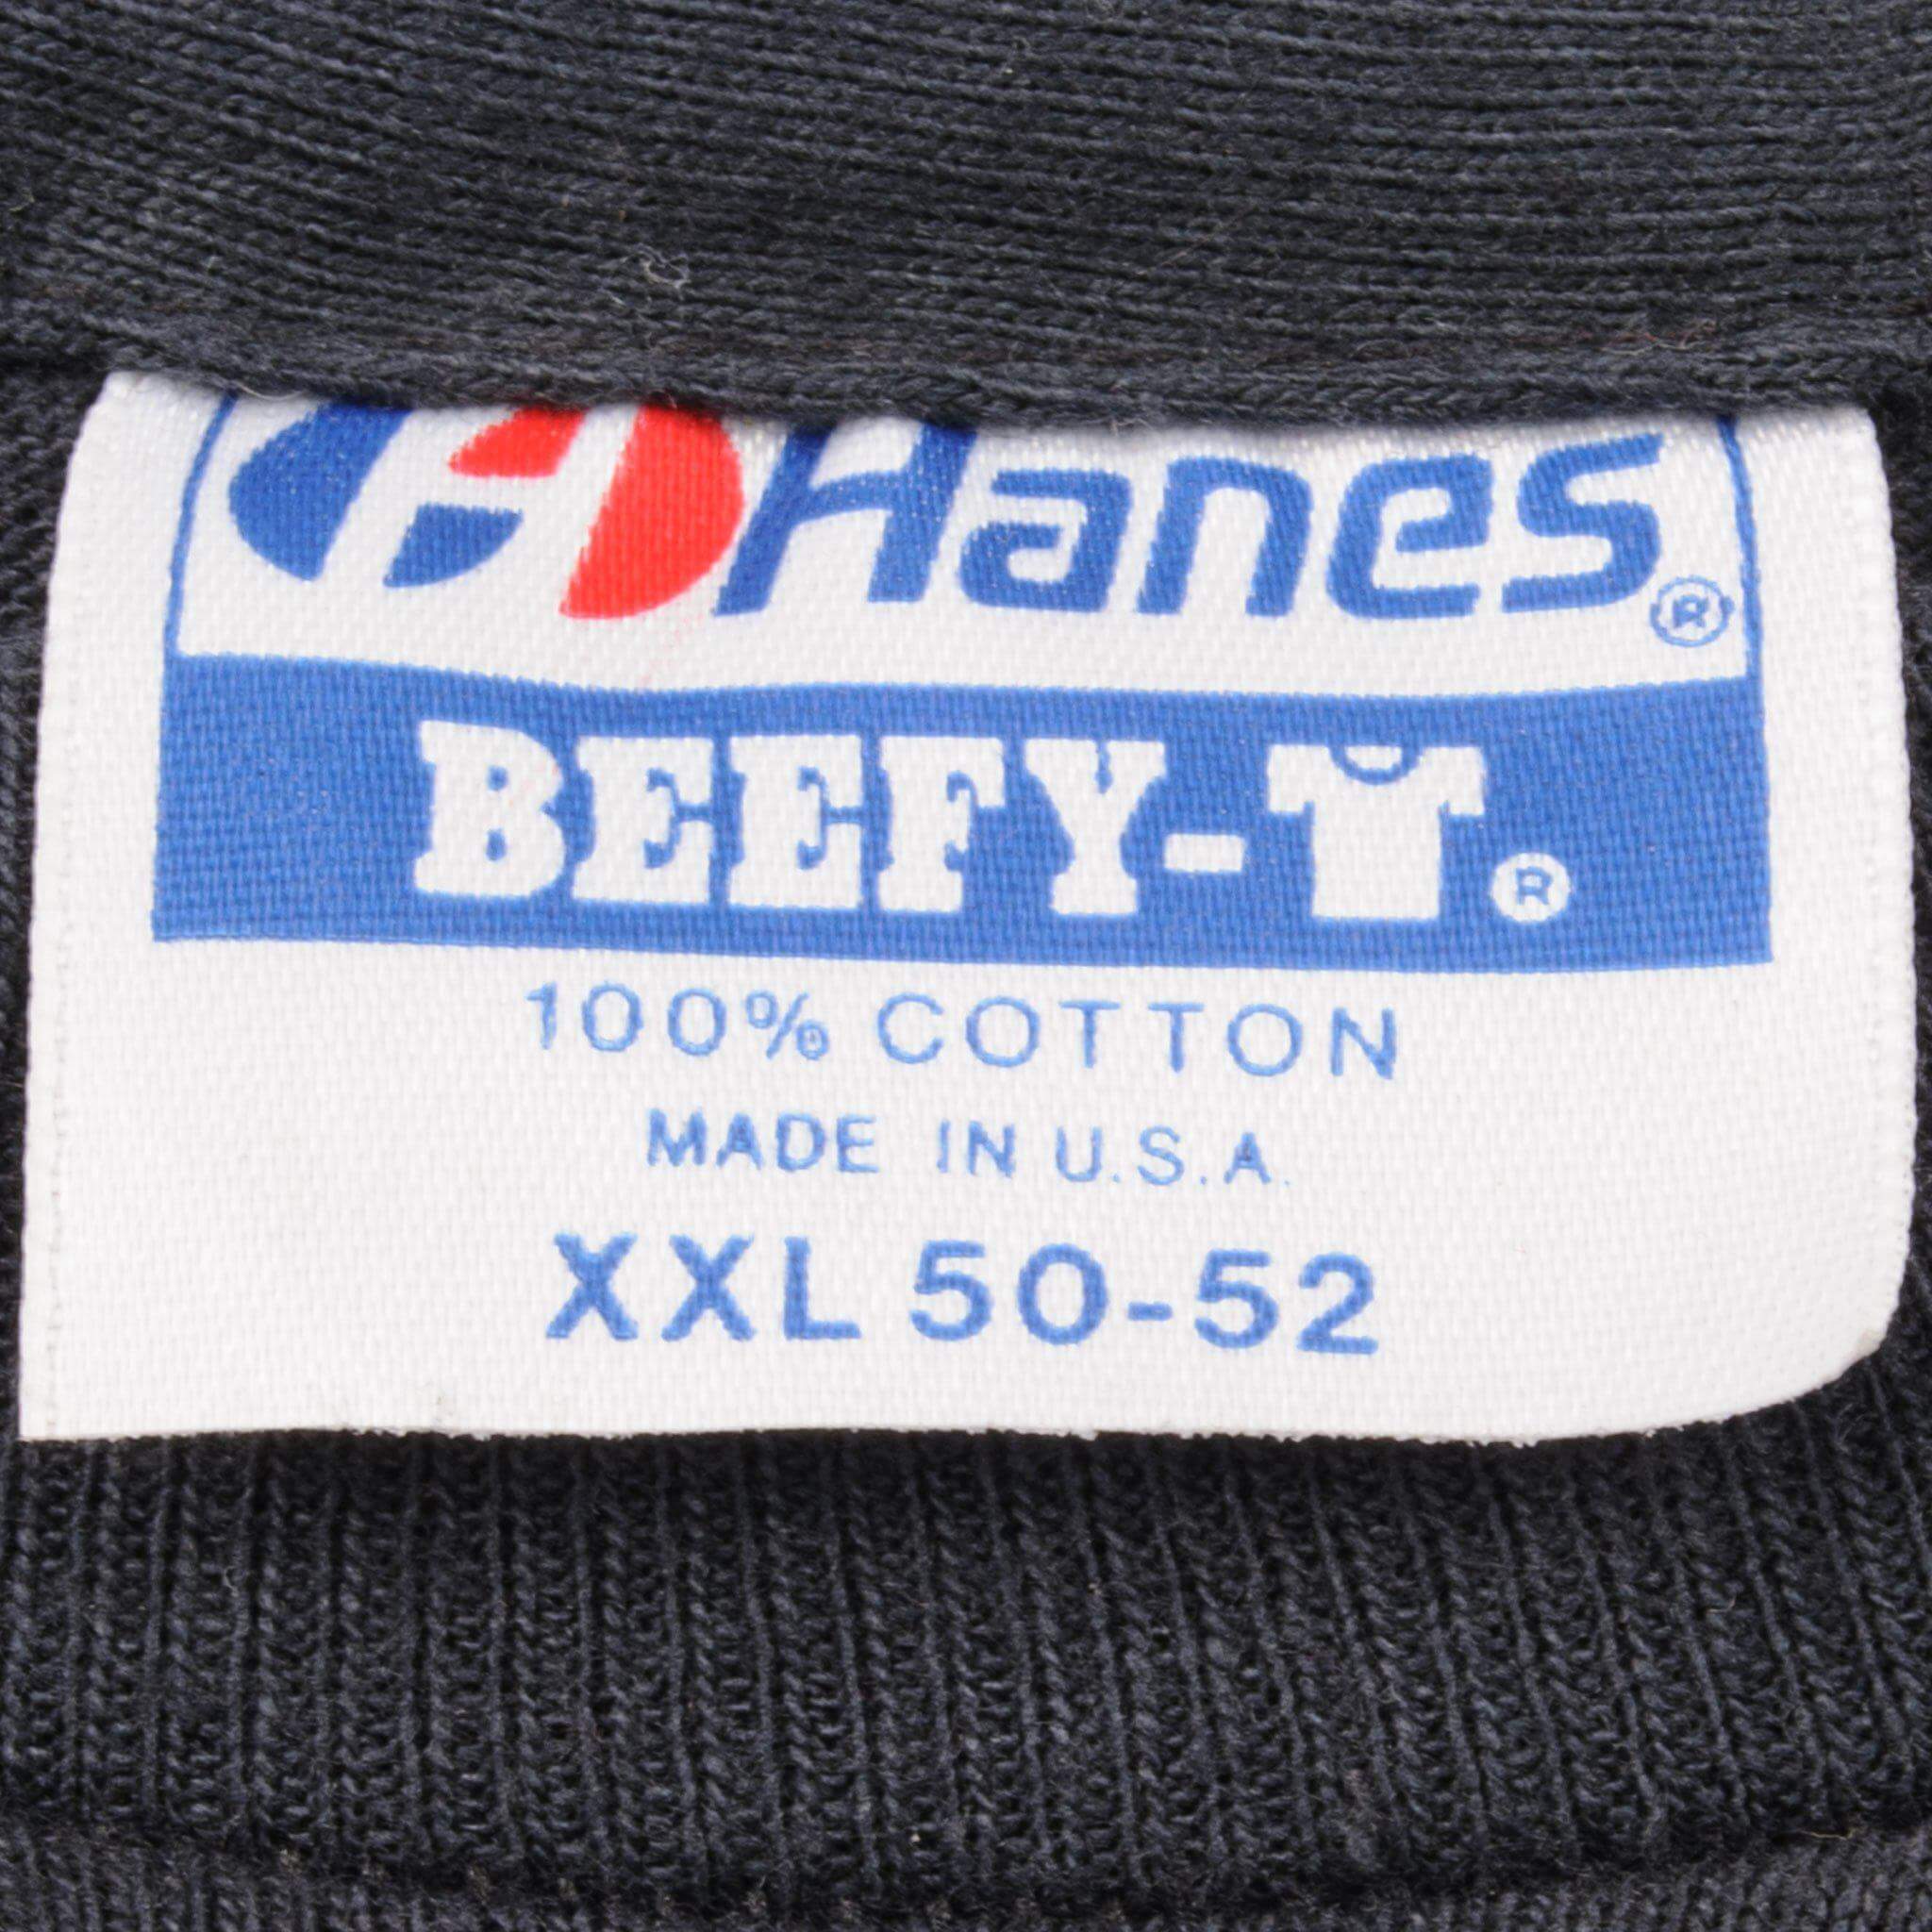 Hanes®
BEEFY-T®
100% COTTON
MADE IN U.S.A.
XXL 50-52